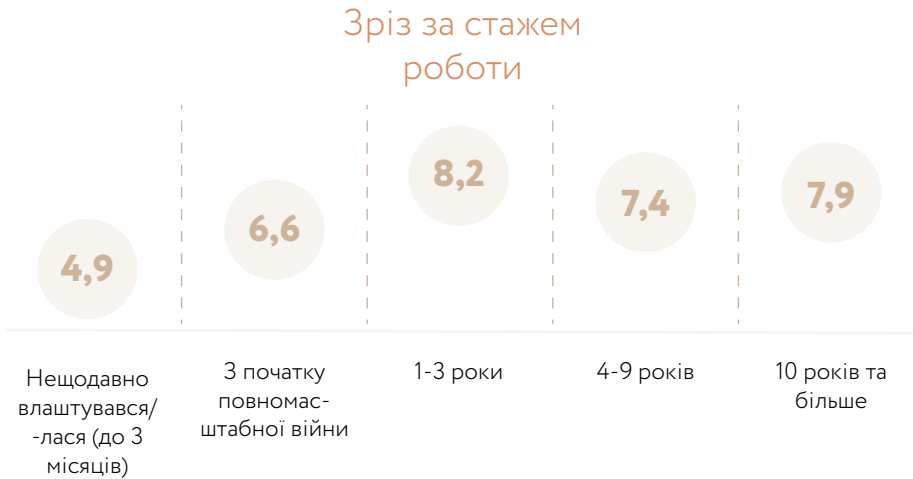 Зріз за стажем
роботи
4,9
6,6
8,2
7,4
7,9
Нещодавно
влаштувався/
-лася (до 3
місяців)
З початку
повномас-
штабної війни
1-3 роки
4-9 років
10 років та
більше